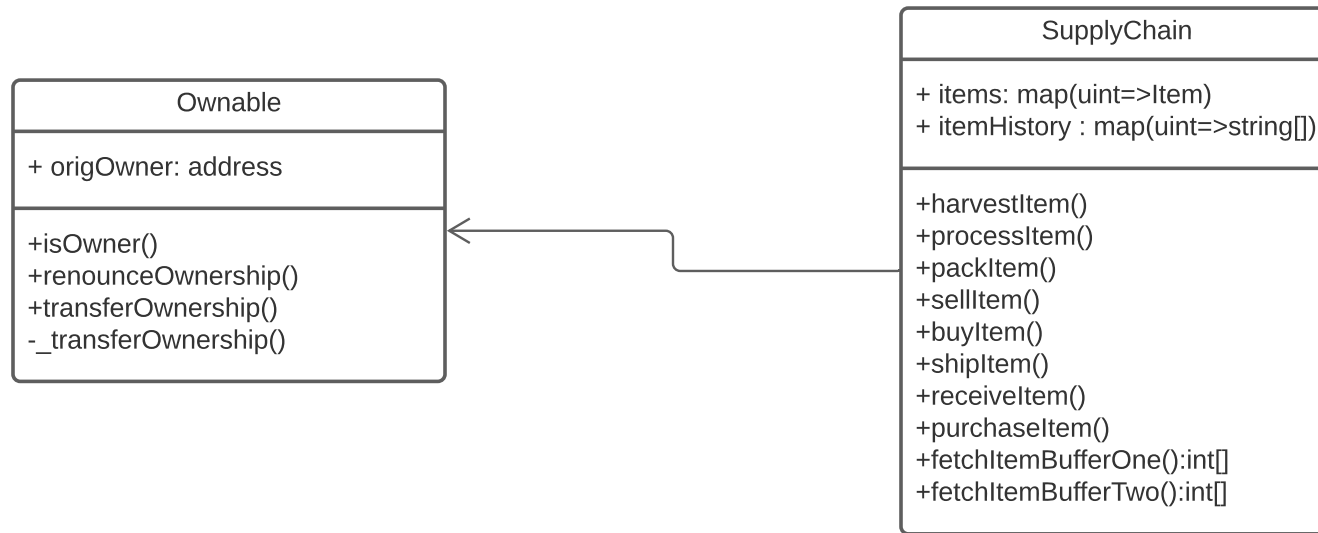 Ownable
+ origOwner: address
+isOwner()
+renounceOwnership()
+transferOwnership()
-_transferOwnership()
SupplyChain
+ items: map(uint=>Item)
+ itemHistory : map(uint=>string[])
+harvestItem()
+processItem()
+packItem()
+sellItem()
+buyItem()
+shipItem()
+receiveItem()
+purchaseItem()
+fetchItemBufferOne():int[]
+fetchItemBufferTwo():int[]